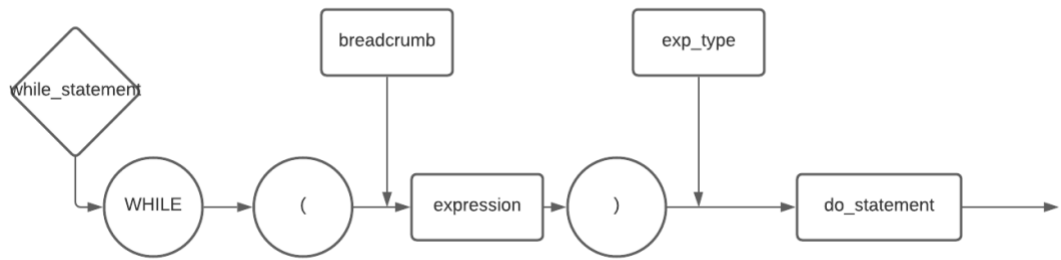 breadcrumb
exp_type
while_statement
WHILE
(
expression
)
do_statement